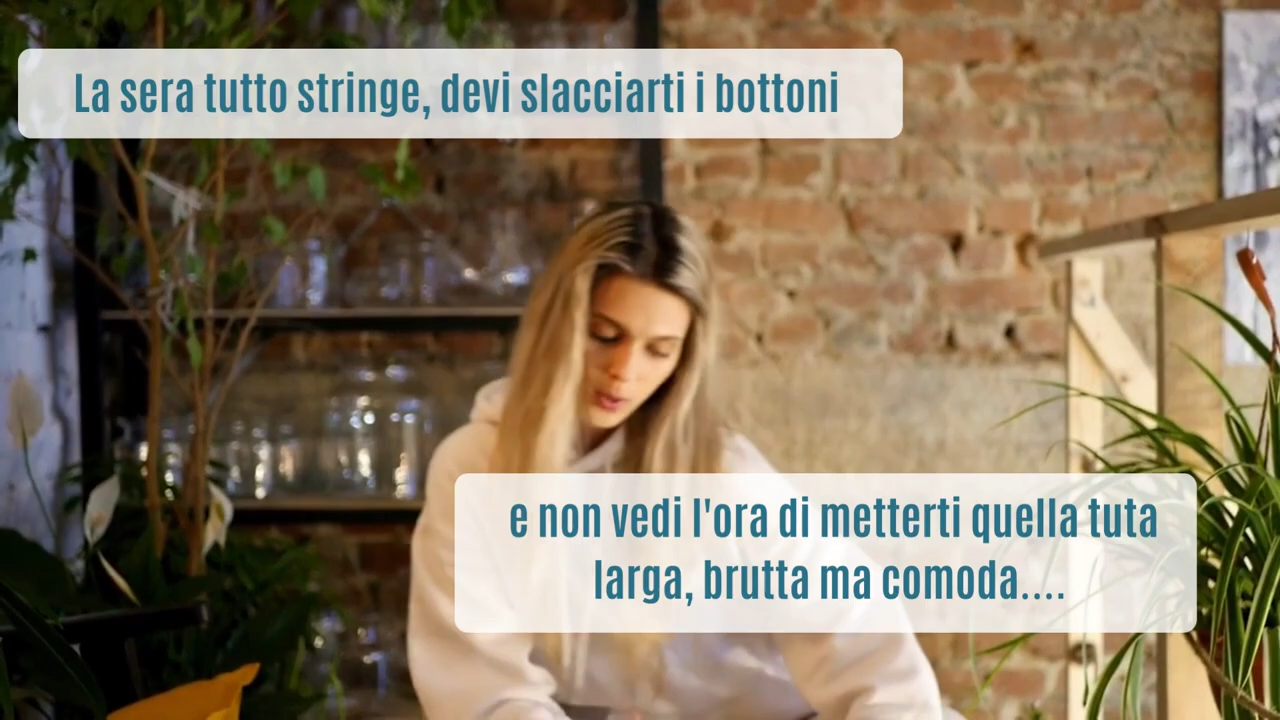 La sera tutto stringe, devi slacciarti i bottoni
e non vedi l'ora di metterti quella tuta
larga, brutta ma comoda....